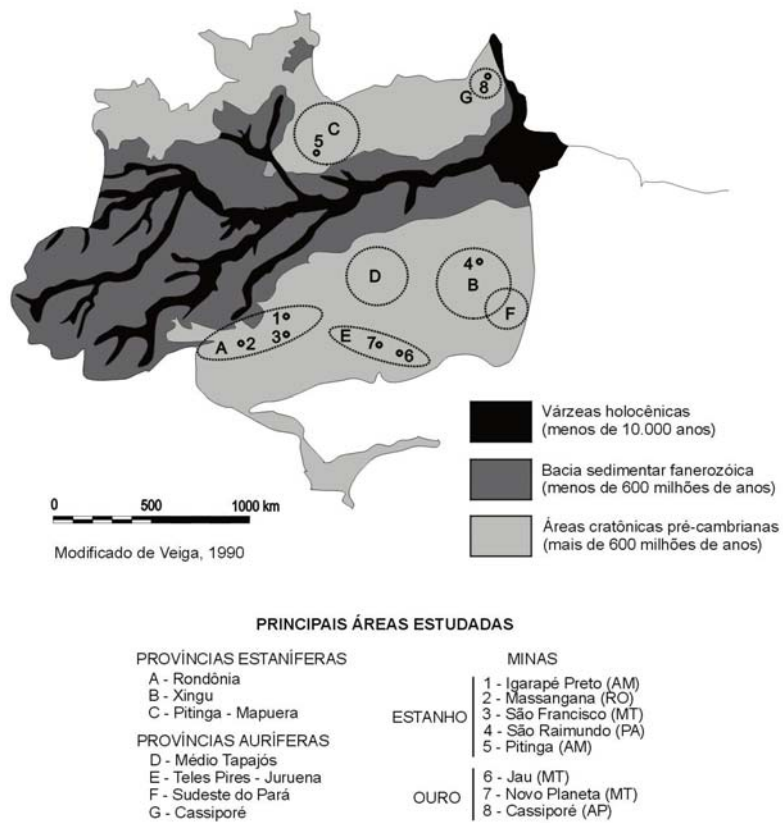 G
8
C
5
D
4
B
F
1
A
2
3
E
7
6
Várzeas holocênicas
(menos de 10.000 anos)
Bacia sedimentar fanerozóica
(menos de 600 milhões de anos)
Áreas cratônicas pré-cambrianas
(mais de 600 milhões de anos)
0 500 1000 km
Modificado de Veiga, 1990
PRINCIPAIS ÁREAS ESTUDADAS
PROVÍNCIAS ESTANÍFERAS
A - Rondônia
B - Xingu
C - Pitinga - Mapuera
PROVÍNCIAS AURÍFERAS
D - Médio Tapajós
E - Teles Pires - Juruena
F - Sudeste do Pará
G - Cassiporé
MINAS
ESTANHO
1 - Igarapé Preto (AM)
2 - Massangana (RO)
3 - São Francisco (MT)
4 - São Raimundo (PA)
5 - Pitinga (AM)
OURO
6 - Jau (MT)
7 - Novo Planeta (MT)
8 - Cassiporé (AP)